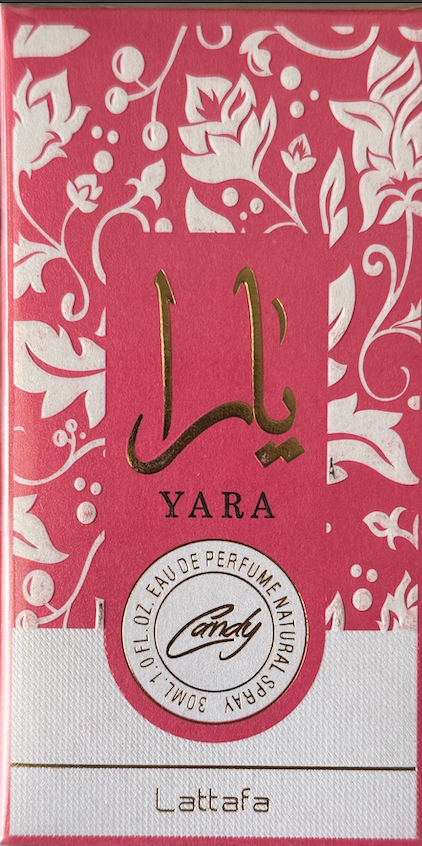 يارا
YARA
EAU DE PERFUME NATURAL SPRAY 30ML.1.0 FL.OZ.
Candy
Lattafa